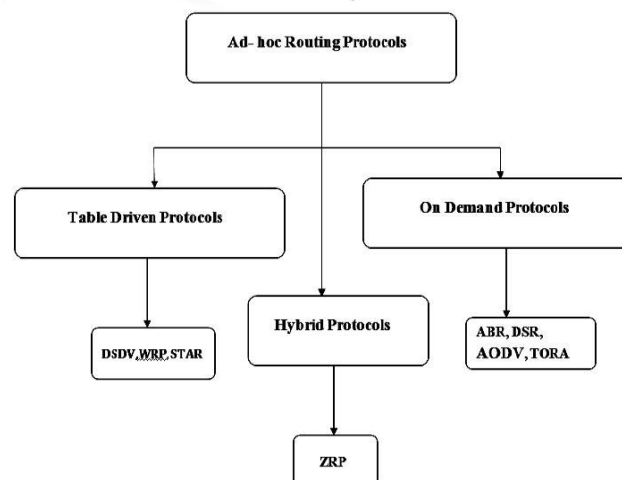 Ad- hoc Routing Protocols
Table Driven Protocols
On Demand Protocols
Hybrid Protocols
DSDV,WRP,STAR
ABR, DSR,
AODV, TORA
ZRP